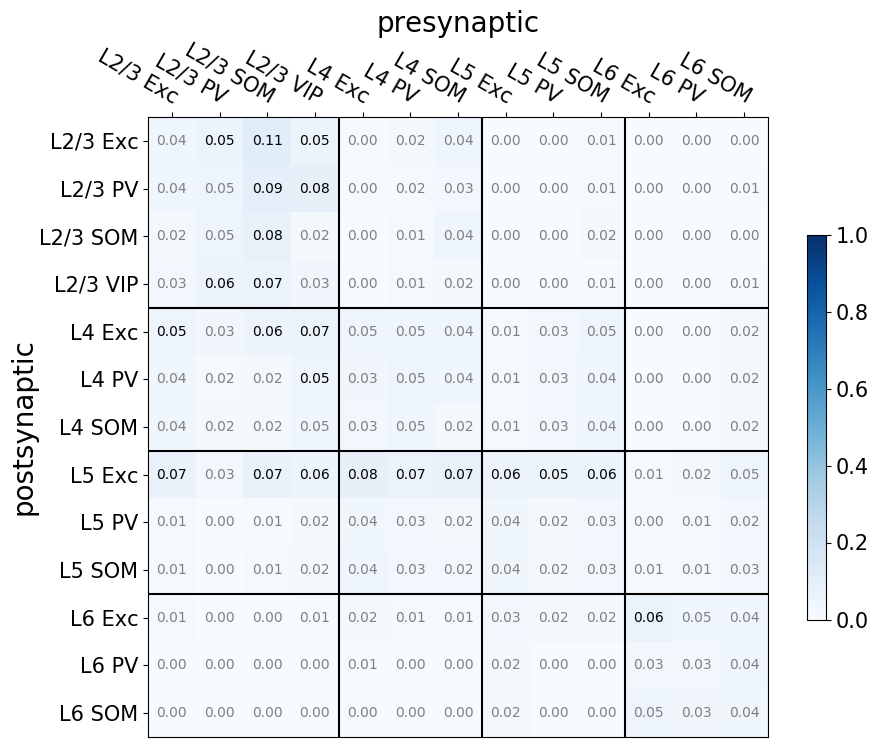 presynaptic
L2/3 Exc L2/3 PV L2/3 SOM L2/3 VIP L4 Exc L4 PV L4 SOM L5 Exc L5 PV L5 SOM L6 Exc L6 PV L6 SOM
postsynaptic
L2/3 Exc 0.04 0.05 0.11 0.05 0.00 0.02 0.04 0.00 0.00 0.01 0.00 0.00 0.00
L2/3 PV 0.04 0.05 0.09 0.08 0.00 0.02 0.03 0.00 0.00 0.01 0.00 0.00 0.01
L2/3 SOM 0.02 0.05 0.08 0.02 0.00 0.01 0.04 0.00 0.00 0.02 0.00 0.00 0.00
L2/3 VIP 0.03 0.06 0.07 0.03 0.00 0.01 0.02 0.00 0.00 0.01 0.00 0.00 0.01
L4 Exc 0.05 0.03 0.06 0.07 0.05 0.05 0.04 0.01 0.03 0.05 0.00 0.00 0.02
L4 PV 0.04 0.02 0.02 0.05 0.03 0.05 0.04 0.01 0.03 0.04 0.00 0.00 0.02
L4 SOM 0.04 0.02 0.02 0.05 0.03 0.05 0.02 0.01 0.03 0.04 0.00 0.00 0.02
L5 Exc 0.07 0.03 0.07 0.06 0.08 0.07 0.07 0.06 0.05 0.06 0.01 0.02 0.05
L5 PV 0.01 0.00 0.01 0.02 0.04 0.03 0.02 0.04 0.02 0.03 0.00 0.01 0.02
L5 SOM 0.01 0.00 0.01 0.02 0.04 0.03 0.02 0.04 0.02 0.03 0.01 0.01 0.03
L6 Exc 0.01 0.00 0.00 0.01 0.02 0.01 0.01 0.03 0.02 0.02 0.06 0.05 0.04
L6 PV 0.00 0.00 0.00 0.00 0.01 0.00 0.00 0.02 0.00 0.00 0.03 0.03 0.04
L6 SOM 0.00 0.00 0.00 0.00 0.00 0.00 0.00 0.02 0.00 0.00 0.05 0.03 0.04
1.0
0.8
0.6
0.4
0.2
0.0